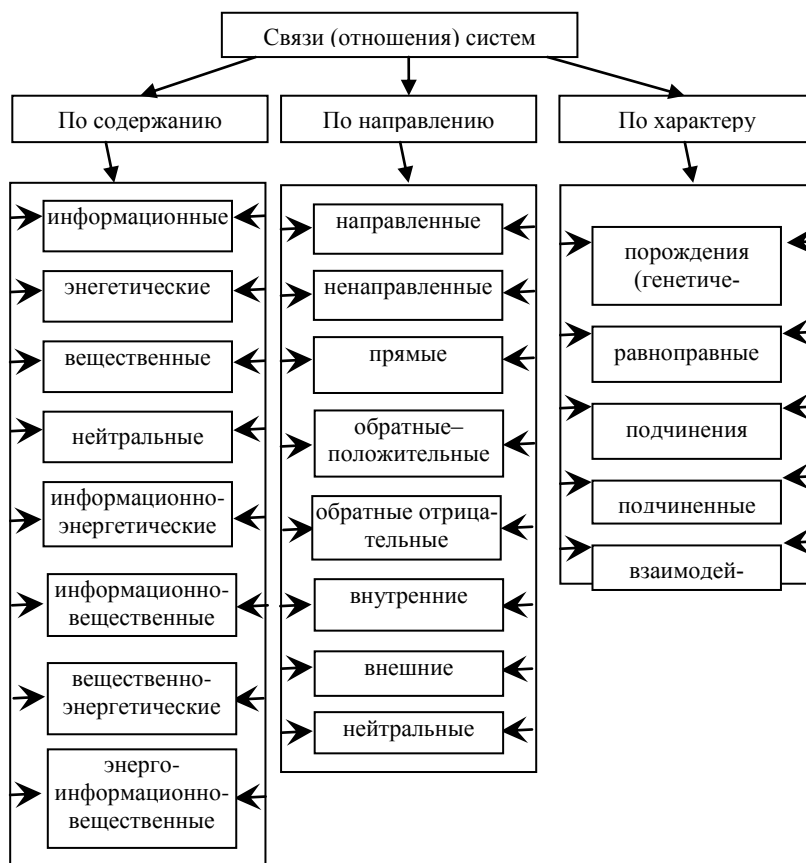 Связи (отношения) систем
По содержанию
По направлению
По характеру
информационные
энегетические
вещественные
нейтральные
информационно-
энергетические
информационно-
вещественные
вещественно-
энергетические
энерго-
информационно-
вещественные
направленные
ненаправленные
прямые
обратные–
положительные
обратные отрица-
тельные
внутренние
внешние
нейтральные
порождения
(генетиче-
равноправные
подчинения
подчиненные
взаимодей-